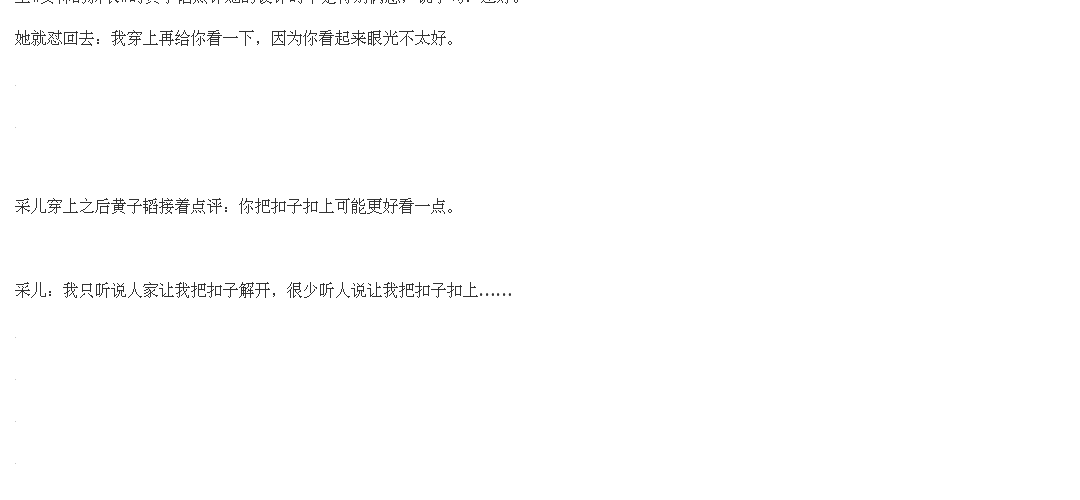 她就怼回去：我穿上再给你看一下，因为你看起来眼光不太好。
采儿穿上之后黄子韬接着点评：你把扣子扣上可能更好看一点。
采儿：我只听说人家让我把扣子解开，很少听人说让我把扣子扣上……